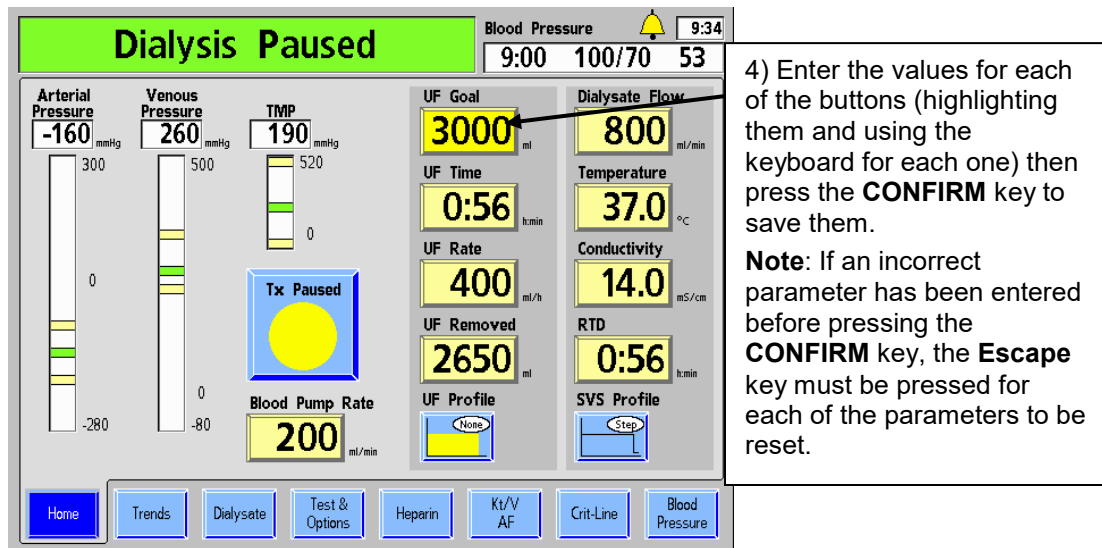 Dialysis Paused
Blood Pressure
9:34
9:00 100/70 53
Arterial
Pressure
-160 mmHg
300
0
-280
Venous
Pressure
260 mmHg
500
0
-80
TMP
190 mmHg
520
0
Tx Paused
Blood Pump Rate
200 ml/min
UF Goal
3000 ml
UF Time
0:56 h:min
UF Rate
400 ml/h
UF Removed
2650 ml
UF Profile
None
Dialysate Flow
800 ml/min
Temperature
37.0 °C
Conductivity
14.0 mS/cm
RTD
0:56 h:min
SVS Profile
Step
Home
Trends
Dialysate
Test &
Options
Heparin
Kt/V
AF
Crit-Line
Blood
Pressure
4) Enter the values for each
of the buttons (highlighting
them and using the
keyboard for each one) then
press the CONFIRM key to
save them.
Note: If an incorrect
parameter has been entered
before pressing the
CONFIRM key, the Escape
key must be pressed for
each of the parameters to be
reset.